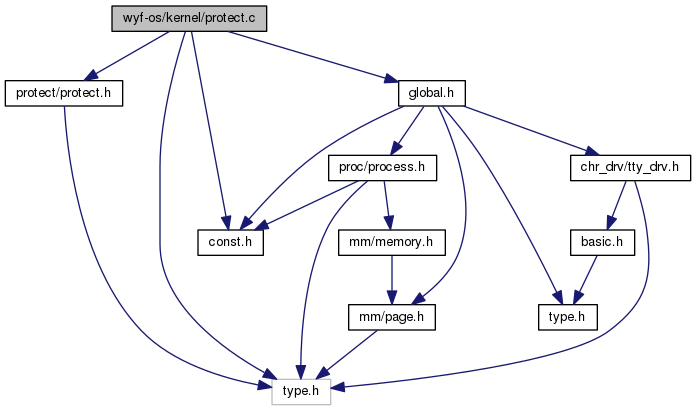 wyf-os/kernel/protect.c
protect/protect.h
global.h
proc/process.h
chr_drv/tty_drv.h
const.h
mm/memory.h
basic.h
mm/page.h
type.h
type.h